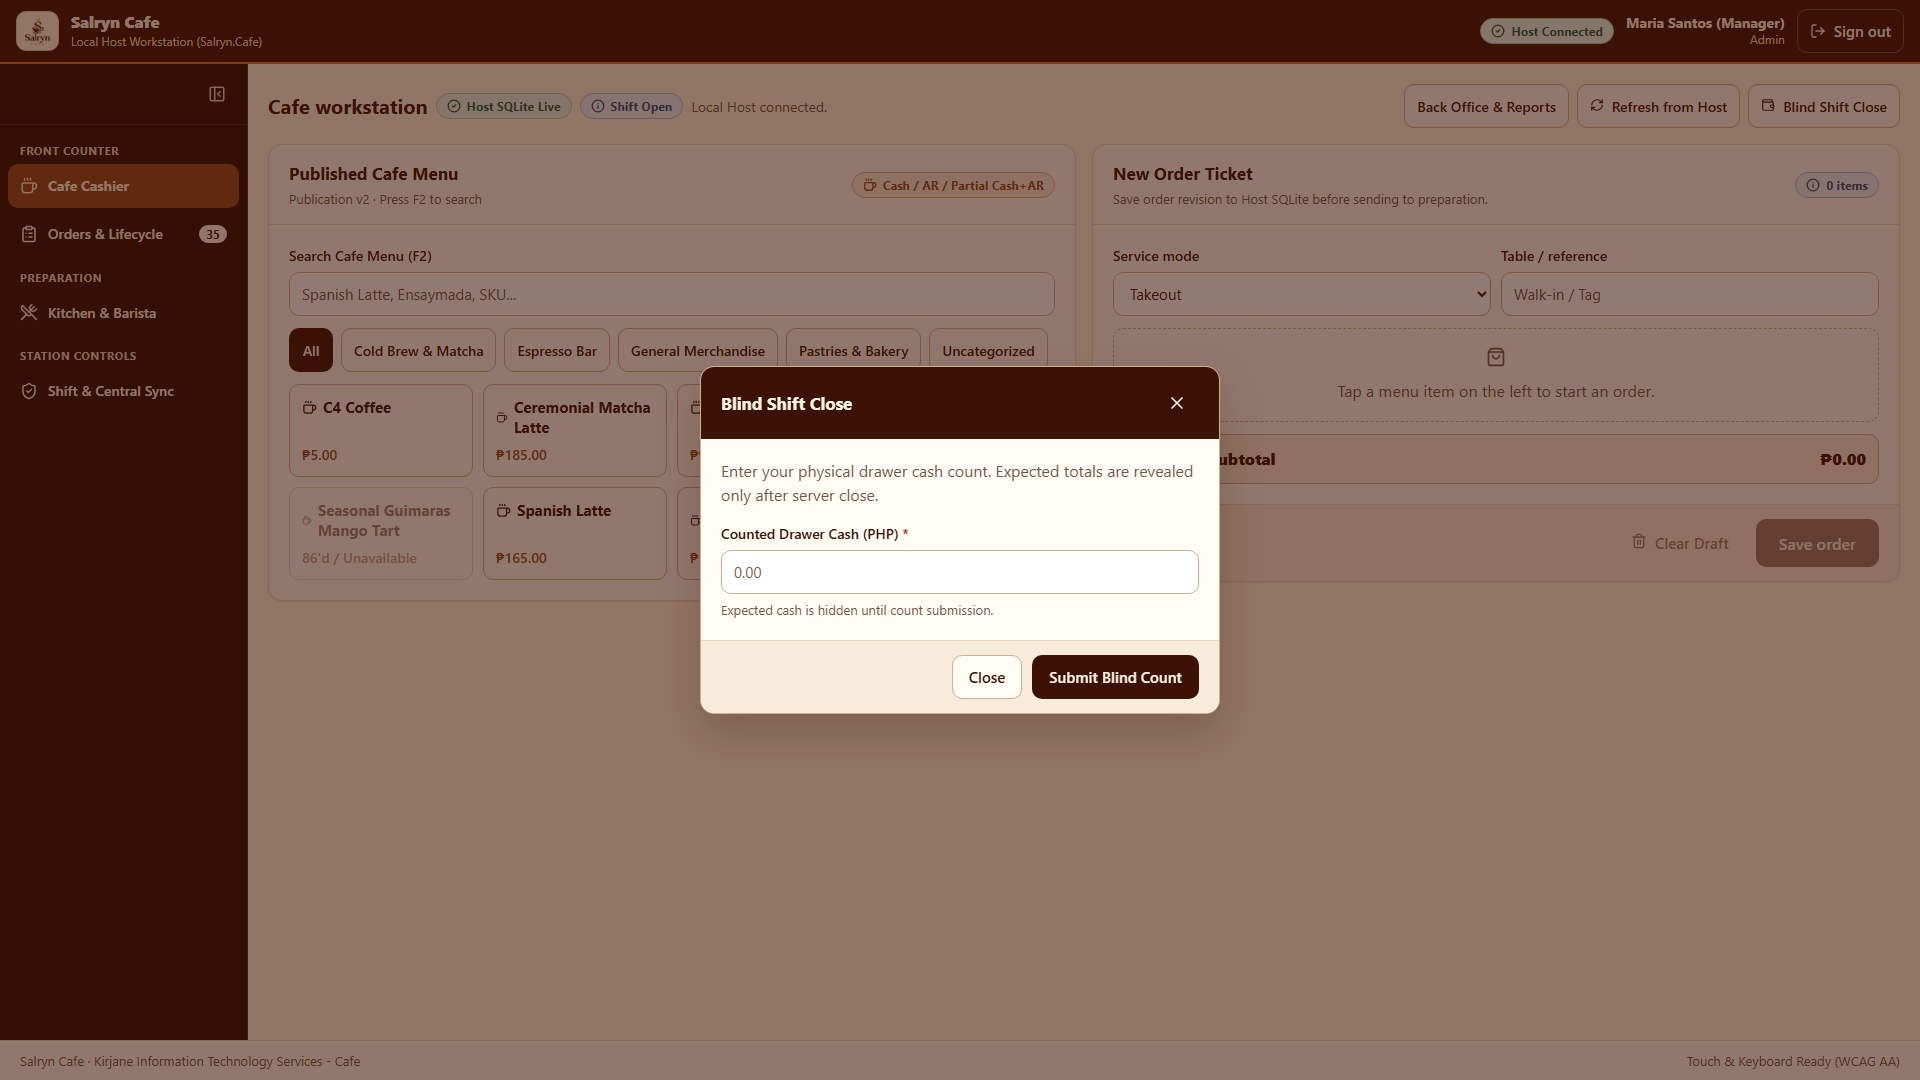 Salryn
Salryn Cafe
Local Host Workstation (Salryn.Cafe)
Host Connected
Maria Santos (Manager)
Admin
Sign out
FRONT COUNTER
Cafe Cashier
Orders & Lifecycle
35
PREPARATION
Kitchen & Barista
STATION CONTROLS
Shift & Central Sync
Cafe workstation
Host SQLite Live
Shift Open
Local Host connected.
Back Office & Reports
Refresh from Host
Blind Shift Close
Published Cafe Menu
Publication v2 · Press F2 to search
Cash / AR / Partial Cash+AR
Search Cafe Menu (F2)
Spanish Latte, Ensaymada, SKU...
All
Cold Brew & Matcha
Espresso Bar
General Merchandise
Pastries & Bakery
Uncategorized
C4 Coffee
₱5.00
Ceremonial Matcha
Latte
₱185.00
Seasonal Guimaras
Mango Tart
86'd / Unavailable
Spanish Latte
₱165.00
New Order Ticket
Save order revision to Host SQLite before sending to preparation.
0 items
Service mode
Takeout
Table / reference
Walk-in / Tag
Tap a menu item on the left to start an order.
ubtotal
₱0.00
Clear Draft
Save order
Blind Shift Close
Enter your physical drawer cash count. Expected totals are revealed
only after server close.
Counted Drawer Cash (PHP) *
0.00
Expected cash is hidden until count submission.
Close
Submit Blind Count
Salryn Cafe · Kirjane Information Technology Services - Cafe
Touch & Keyboard Ready (WCAG AA)